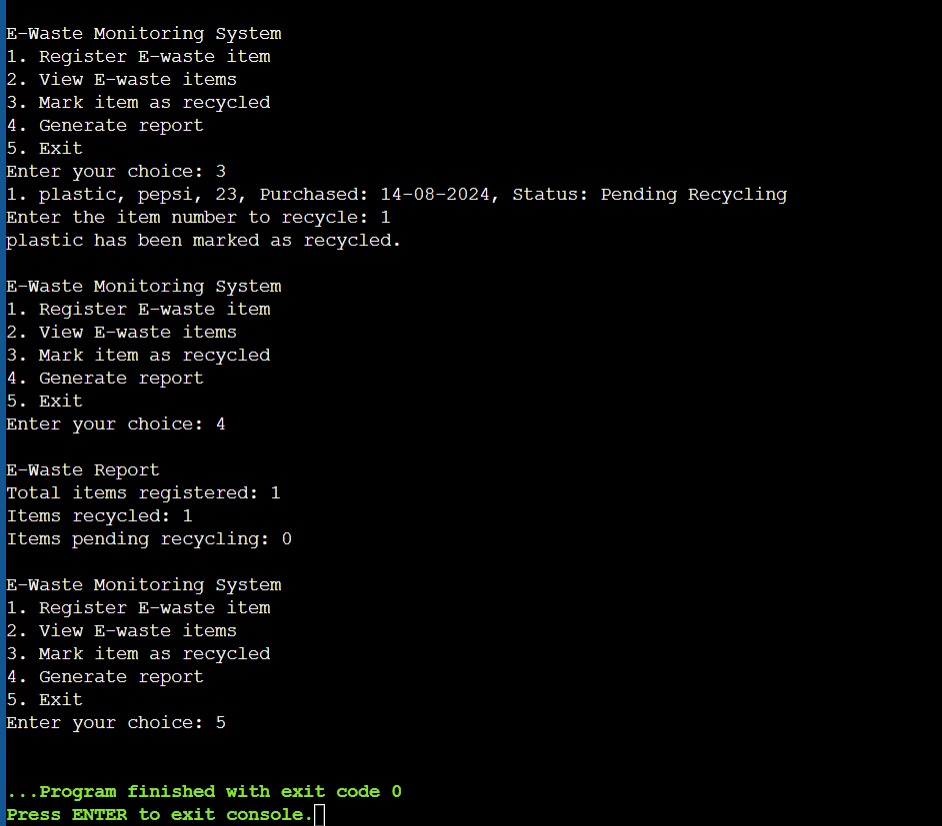 E-Waste Monitoring System
1. Register E-waste item
2. View E-waste items
3. Mark item as recycled
4. Generate report
5. Exit
Enter your choice: 3
1. plastic, pepsi, 23, Purchased: 14-08-2024, Status: Pending Recycling
Enter the item number to recycle: 1
plastic has been marked as recycled.
E-Waste Monitoring System
1. Register E-waste item
2. View E-waste items
3. Mark item as recycled
4. Generate report
5. Exit
Enter your choice: 4
E-Waste Report
Total items registered: 1
Items recycled: 1
Items pending recycling: 0
E-Waste Monitoring System
1. Register E-waste item
2. View E-waste items
3. Mark item as recycled
4. Generate report
5. Exit
Enter your choice: 5
...Program finished with exit code 0
Press ENTER to exit console.